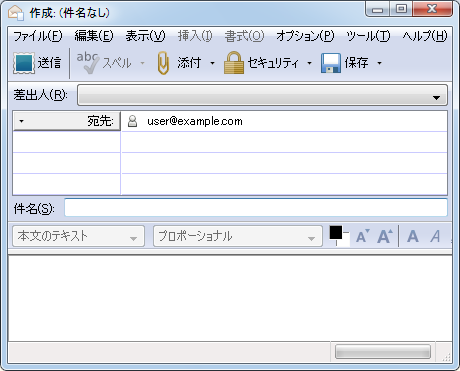 作成: (件名なし)
ファイル(F) 編集(E) 表示(V) 挿入(I) 書式(O) オプション(P) ツール(T) ヘルプ(H)
送信 abc スペル 添付 セキュリティ 保存
差出人(R):
宛先: user@example.com
件名(S):
本文のテキスト プロポーショナル A A A A